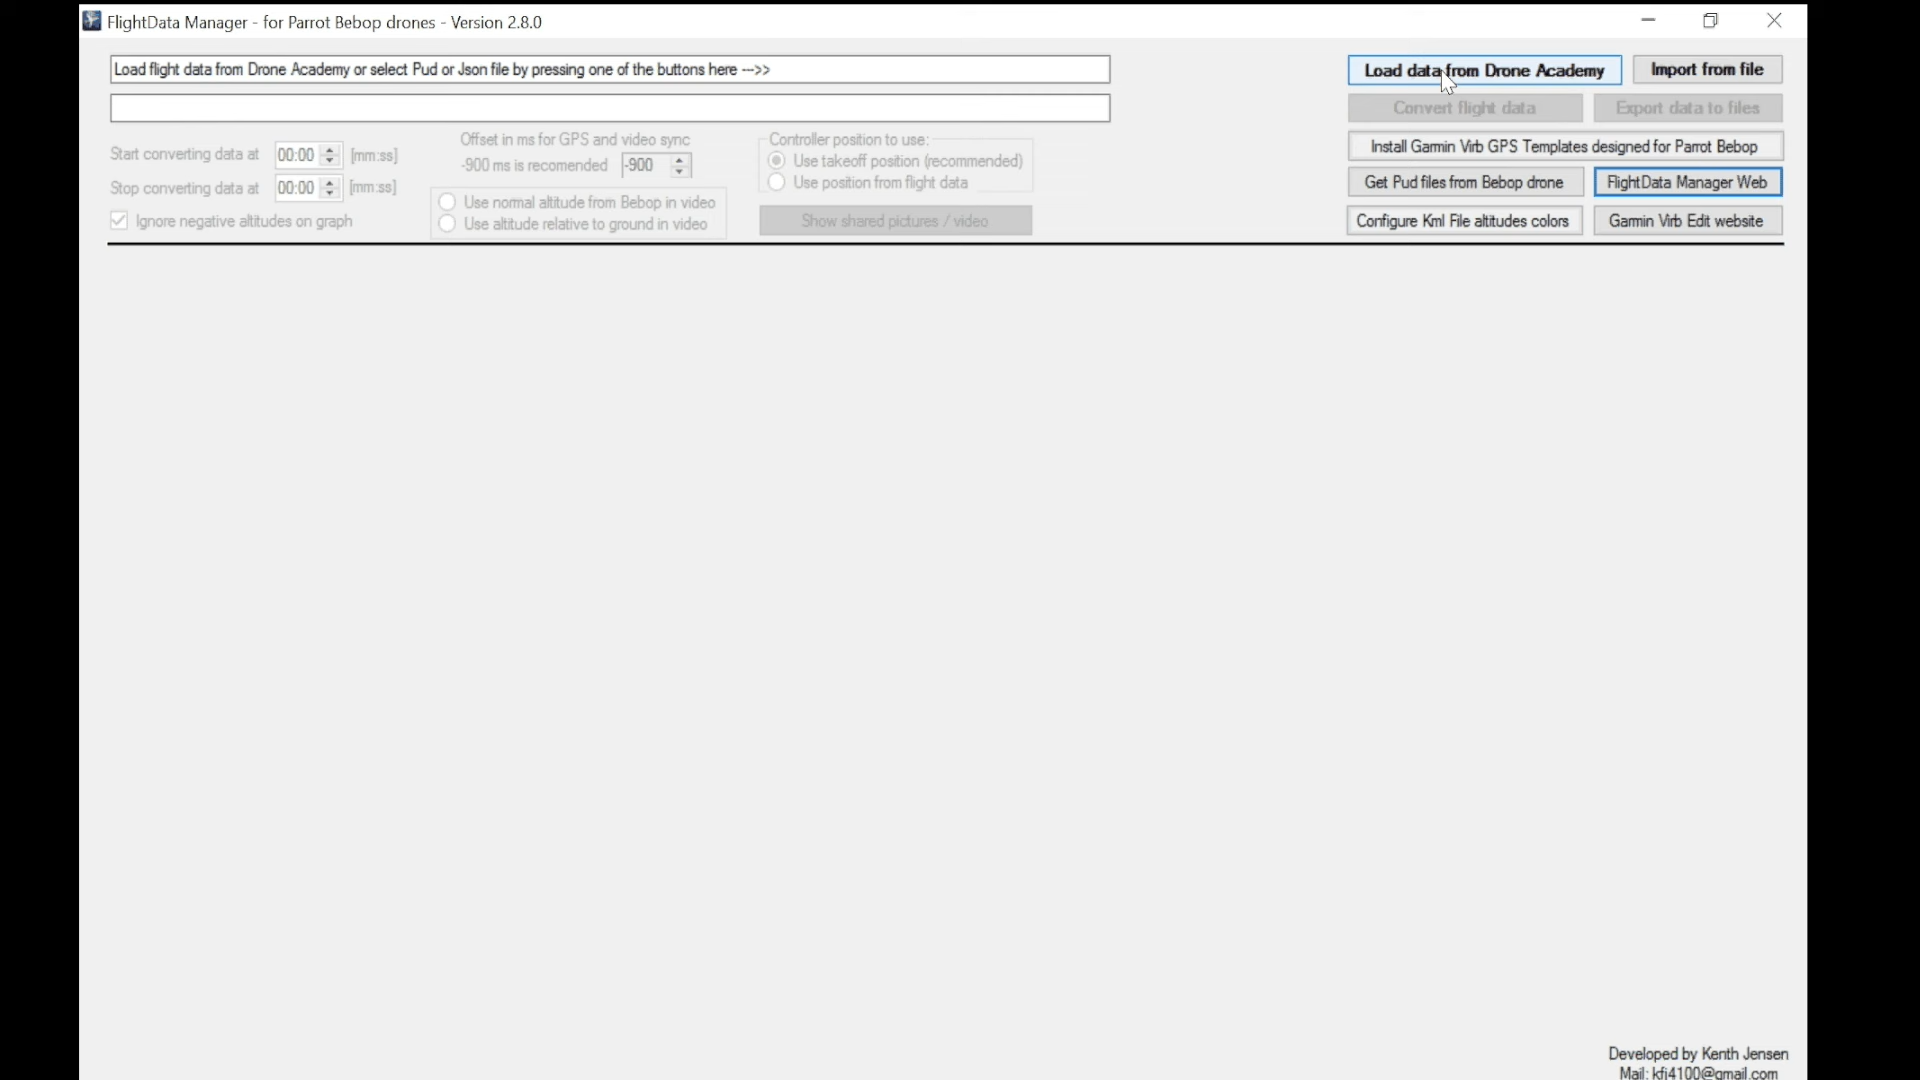 FlightData Manager - for Parrot Bebop drones - Version 2.8.0
Load flight data from Drone Academy or select Pud or Json file by pressing one of the buttons here --->>
Load data from Drone Academy
Import from file
Convert flight data
Export data to files
Start converting data at 00:00 [mm:ss]
Stop converting data at 00:00 [mm:ss]
Ignore negative altitudes on graph
Offset in ms for GPS and video sync
-900 ms is recomended -900
Use normal altitude from Bebop in video
Use altitude relative to ground in video
Controller position to use:
Use takeoff position (recommended)
Use position from flight data
Show shared pictures / video
Install Garmin Virb GPS Templates designed for Parrot Bebop
Get Pud files from Bebop drone
FlightData Manager Web
Configure Kml File altitudes colors
Garmin Virb Edit website
Developed by Kenth Jensen
Mail: kfj4100@gmail.com